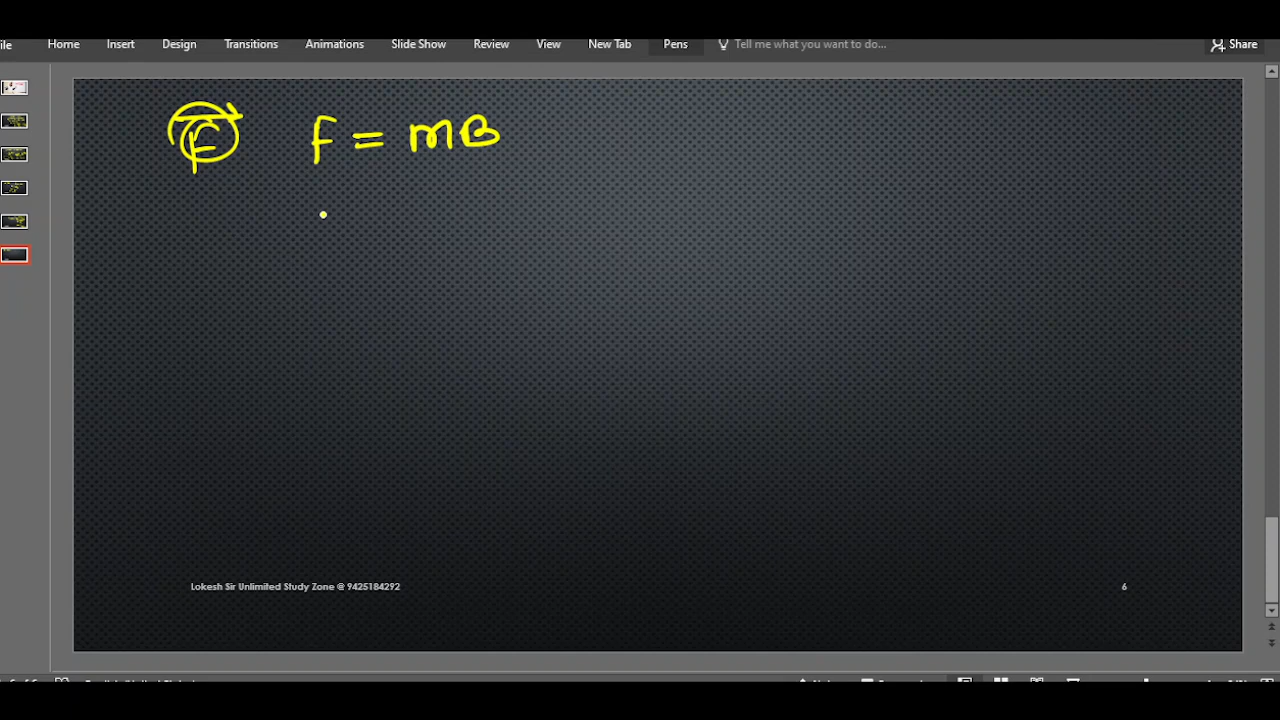 ile Home Insert Design Transitions Animations Slide Show Review View New Tab Pens Tell me what you want to do... Share
F F = mB
Lokesh Sir Unlimited Study Zone @ 9425184292 6